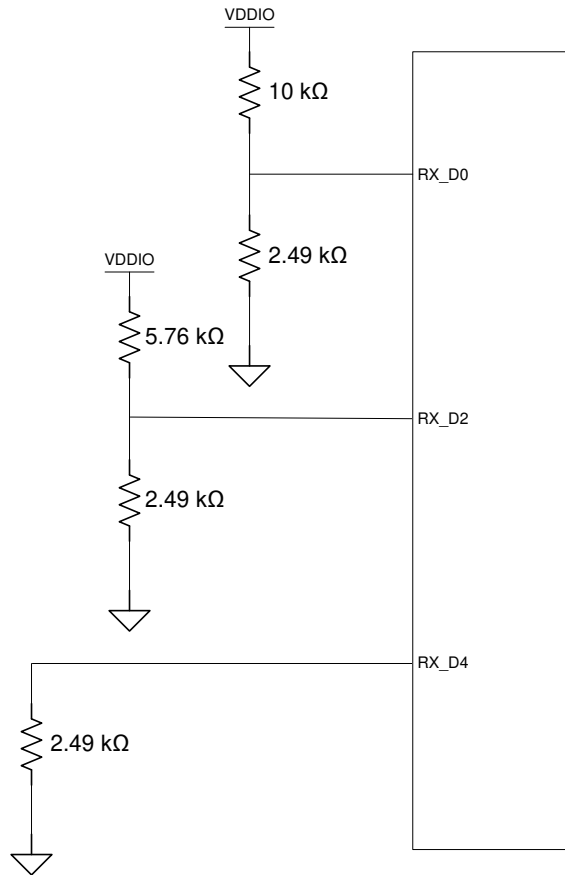 VDDIO
10 kΩ
RX_D0
2.49 kΩ
VDDIO
5.76 kΩ
RX_D2
2.49 kΩ
RX_D4
2.49 kΩ